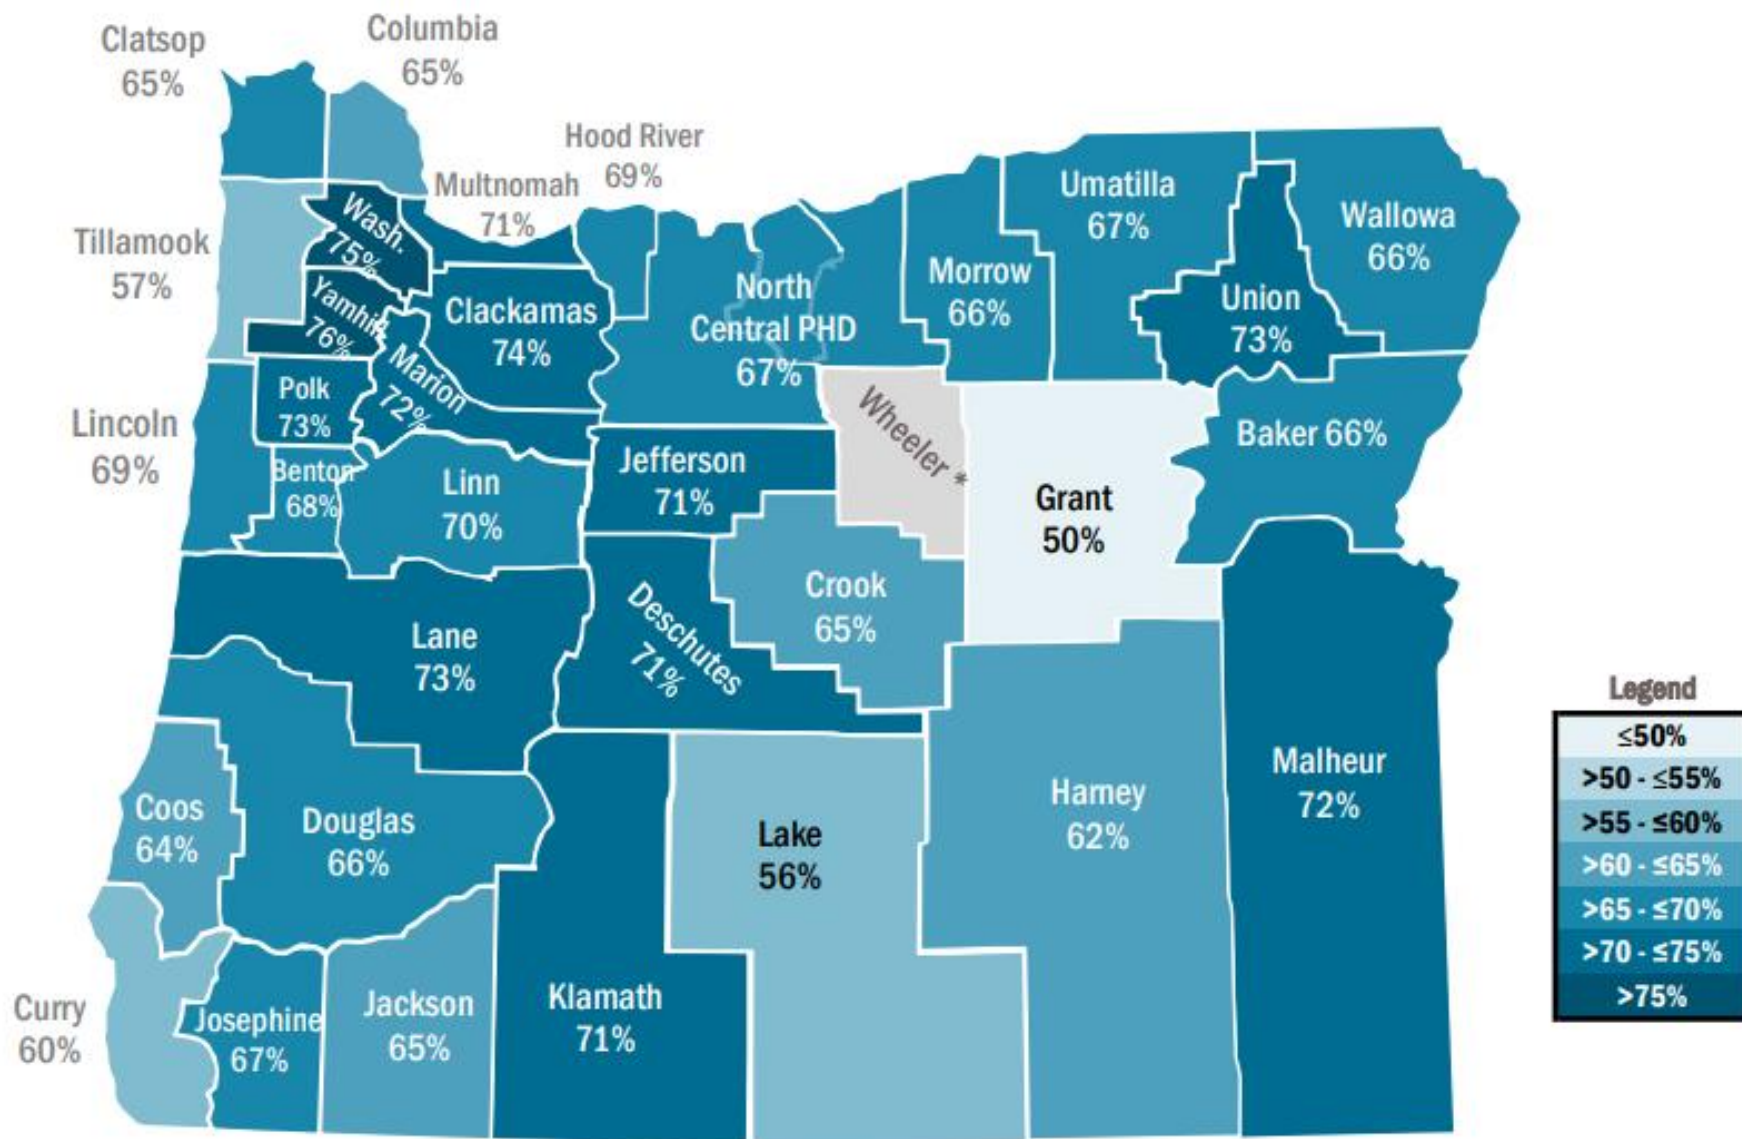 Clatsop
65%
Columbia
65%
Hood River
69%
Multnomah
71%
Tillamook
57%
Wash.
75%
Yamhill
76%
Clackamas
74%
Marion
72%
Polk
73%
Lincoln
69%
Benton
68%
Linn
70%
North
Central PHD
67%
Morrow
66%
Umatilla
67%
Union
73%
Wallowa
66%
Baker 66%
Wheeler *
Grant
50%
Jefferson
71%
Crook
65%
Deschutes
71%
Lane
73%
Coos
64%
Douglas
66%
Curry
60%
Josephine
67%
Jackson
65%
Klamath
71%
Lake
56%
Harney
62%
Malheur
72%
Legend
≤50%
>50 - ≤55%
>55 - ≤60%
>60 - ≤65%
>65 - ≤70%
>70 - ≤75%
>75%